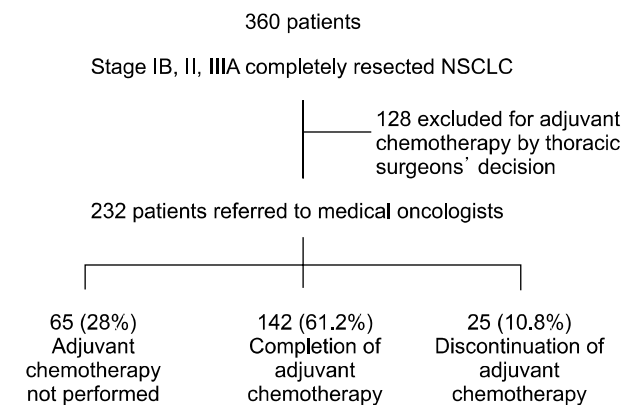 360 patients
Stage IB, II, IIIA completely resected NSCLC
128 excluded for adjuvant
chemotherapy by thoracic
surgeons' decision
232 patients referred to medical oncologists
65 (28%)
Adjuvant
chemotherapy
not performed
142 (61.2%)
Completion of
adjuvant
chemotherapy
25 (10.8%)
Discontinuation of
adjuvant
chemotherapy